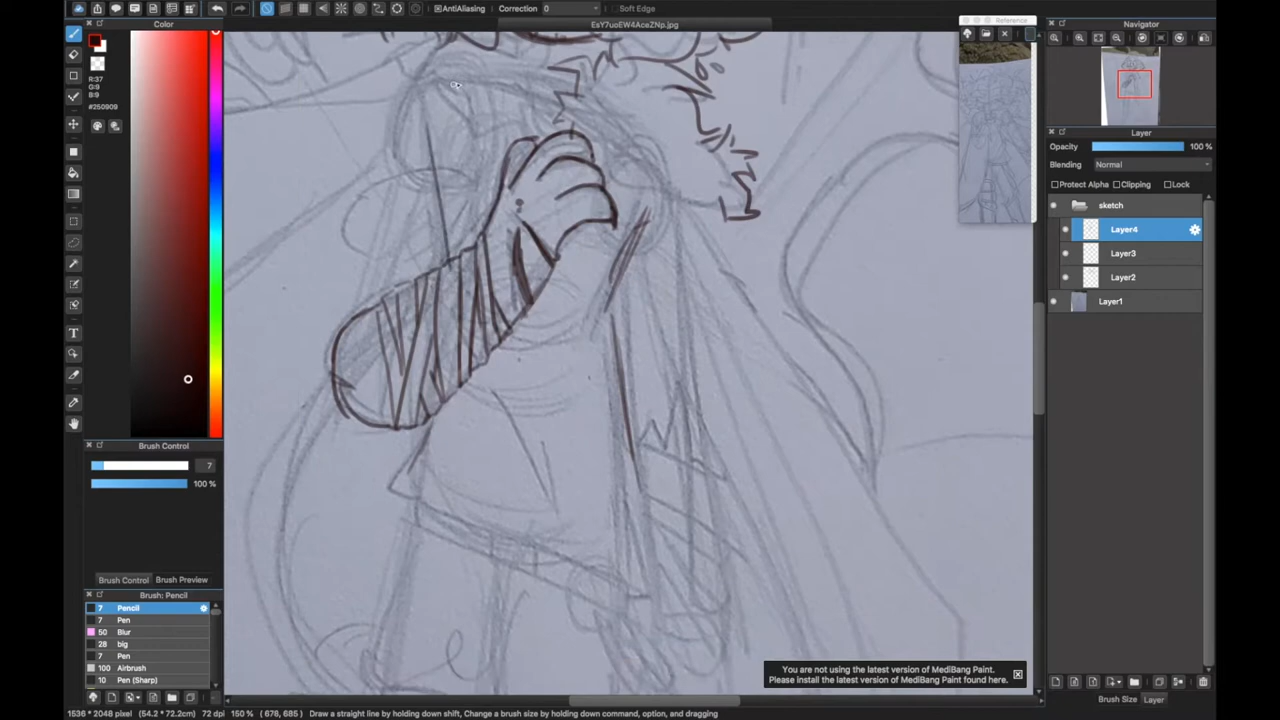 AntiAliasing Correction 0 Soft Edge
EsY7uoEW4AceZNp.jpg
Color
R:37
G:9
B:9
#250909
Brush Control
7
100 %
Brush Control Brush Preview
Brush: Pencil
7 Pencil
7 Pen
50 Blur
28 big
7 Pen
100 Airbrush
10 Pen (Sharp)
Reference
Navigator
Layer
Opacity 100 %
Blending Normal
Protect Alpha Clipping Lock
sketch
Layer4
Layer3
Layer2
Layer1
You are not using the latest version of MediBang Paint.
Please install the latest version of MediBang Paint found here.
Brush Size Layer
1536 * 2048 pixel (54.2 * 72.2cm) 72 dpi 150 % ( 678, 685) Draw a straight line by holding down shift, Change a brush size by holding down command, option, and dragging